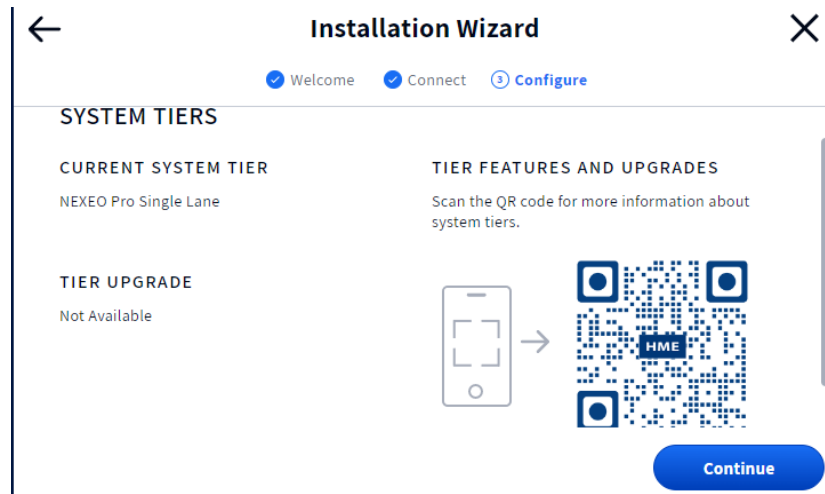 Installation Wizard
Welcome
Connect
3 Configure
SYSTEM TIERS
CURRENT SYSTEM TIER
NEXEO Pro Single Lane
TIER UPGRADE
Not Available
TIER FEATURES AND UPGRADES
Scan the QR code for more information about
system tiers.
HME
Continue